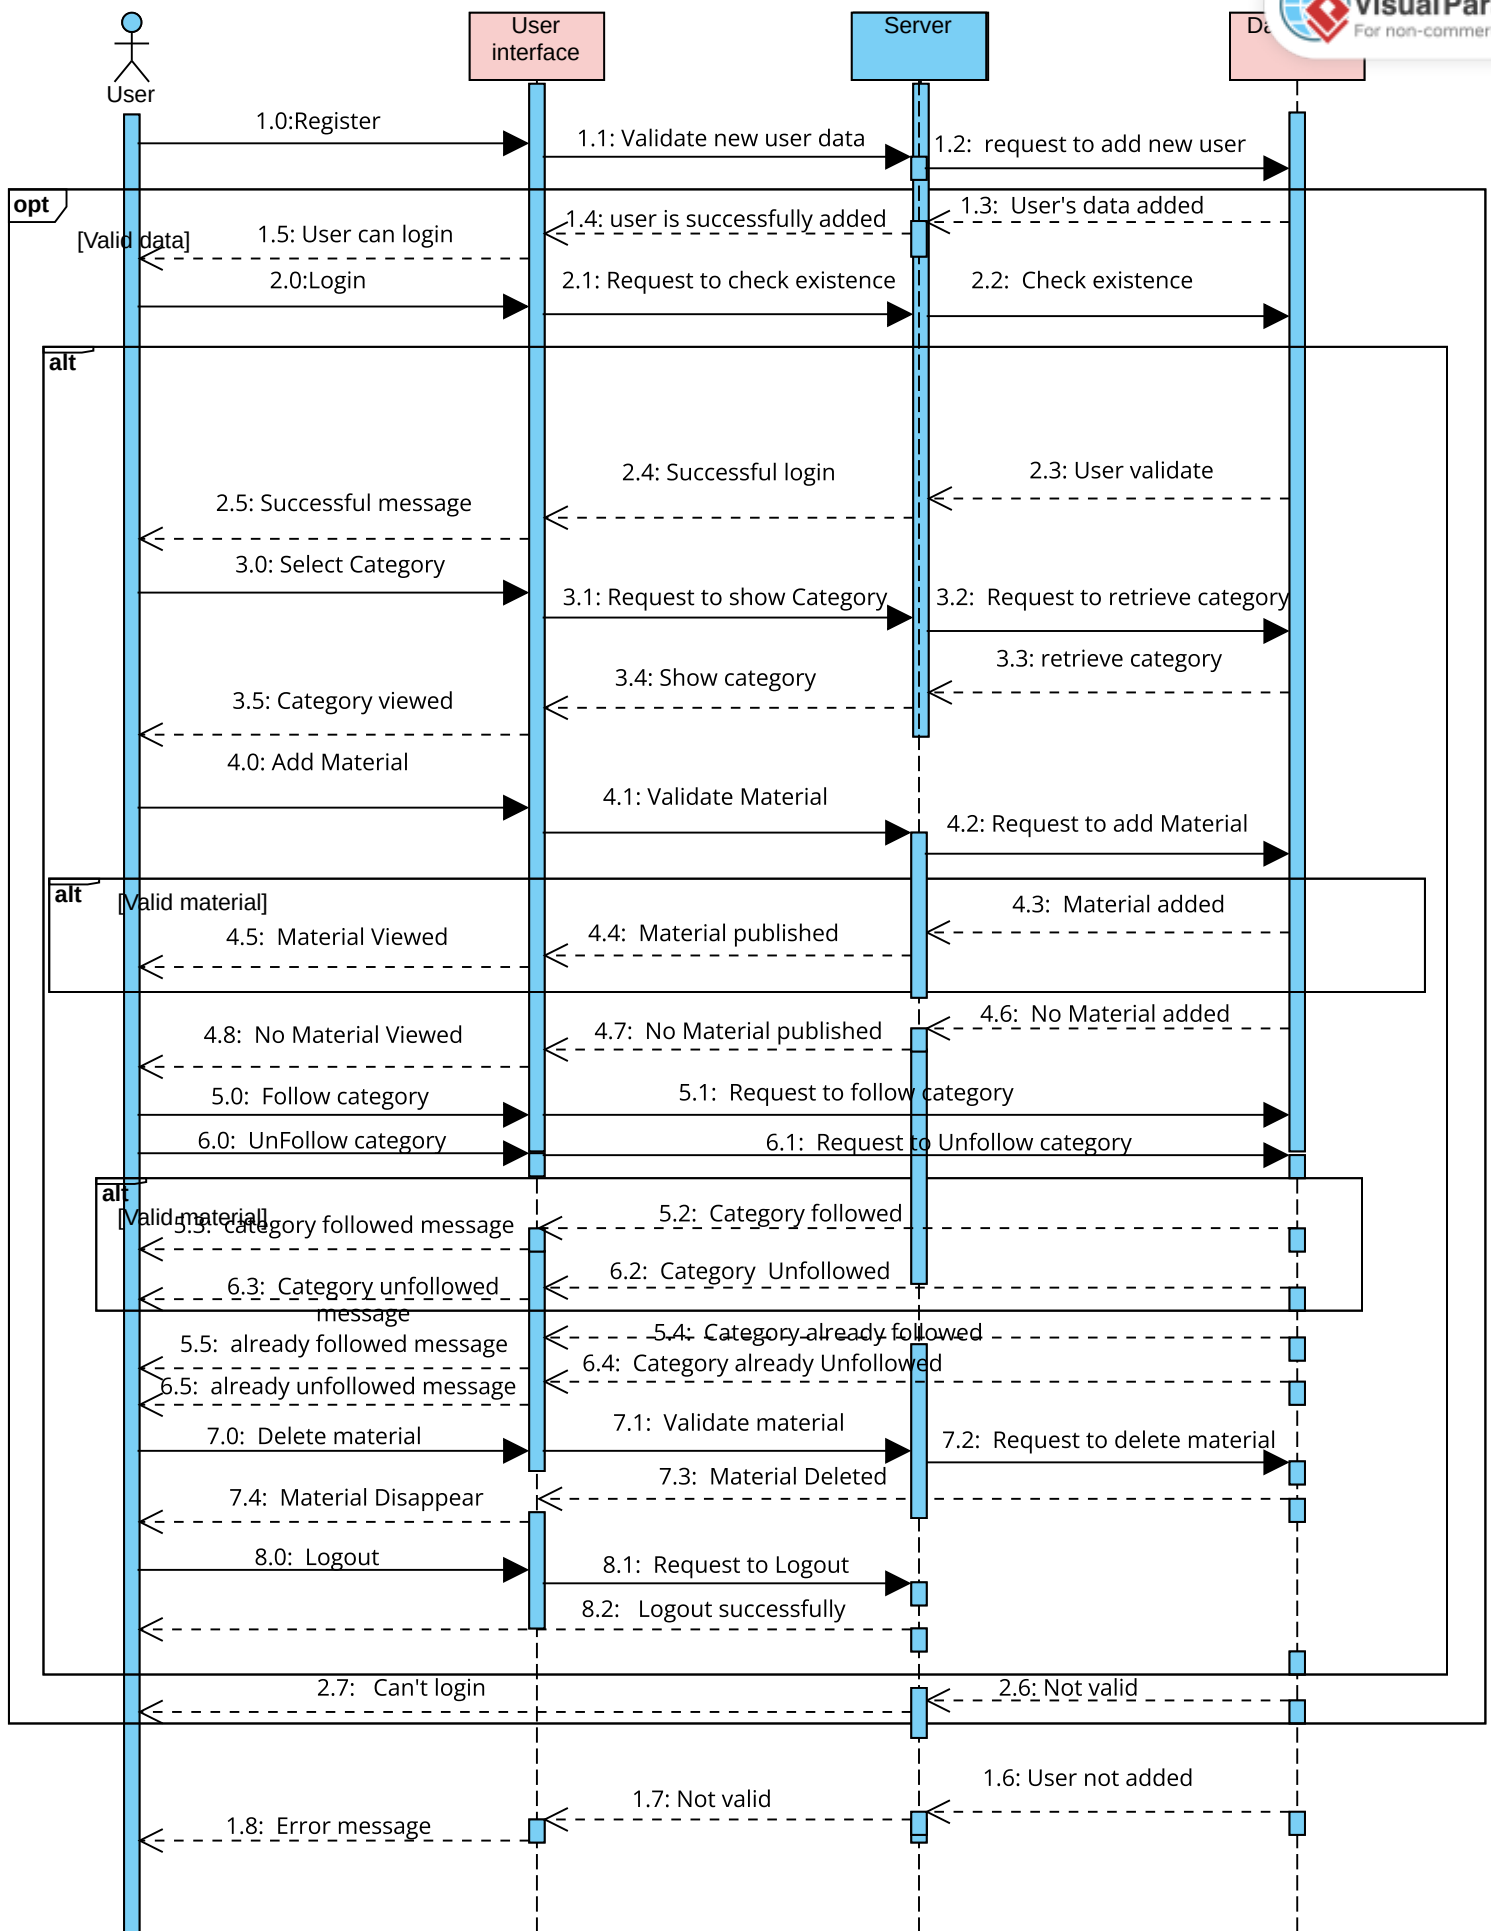 User
interface
Server
Da
VisualPar
For non-commer
User
1.0:Register
1.1: Validate new user data
1.2:  request to add new user
opt
[Valid data]
1.3:  User's data added
1.4: user is successfully added
1.5: User can login
2.0:Login
2.1: Request to check existence
2.2:  Check existence
alt
2.3: User validate
2.4: Successful login
2.5: Successful message
3.0: Select Category
3.1: Request to show Category
3.2:  Request to retrieve category
3.3: retrieve category
3.4: Show category
3.5: Category viewed
4.0: Add Material
4.1: Validate Material
4.2: Request to add Material
alt
[Valid material]
4.3:  Material added
4.4:  Material published
4.5:  Material Viewed
4.6:  No Material added
4.7:  No Material published
4.8:  No Material Viewed
5.0:  Follow category
5.1:  Request to follow category
6.0:  UnFollow category
6.1:  Request to Unfollow category
alt
[Valid material]
5.2:  Category followed
5.3:  category followed message
6.2:  Category  Unfollowed
6.3:  Category unfollowed
message
5.4:  Category already followed
5.5:  already followed message
6.4:  Category already Unfollowed
6.5:  already unfollowed message
7.0:  Delete material
7.1:  Validate material
7.2:  Request to delete material
7.3:  Material Deleted
7.4:  Material Disappear
8.0:  Logout
8.1:  Request to Logout
8.2:   Logout successfully
2.6: Not valid
2.7:   Can't login
1.6: User not added
1.7: Not valid
1.8:  Error message